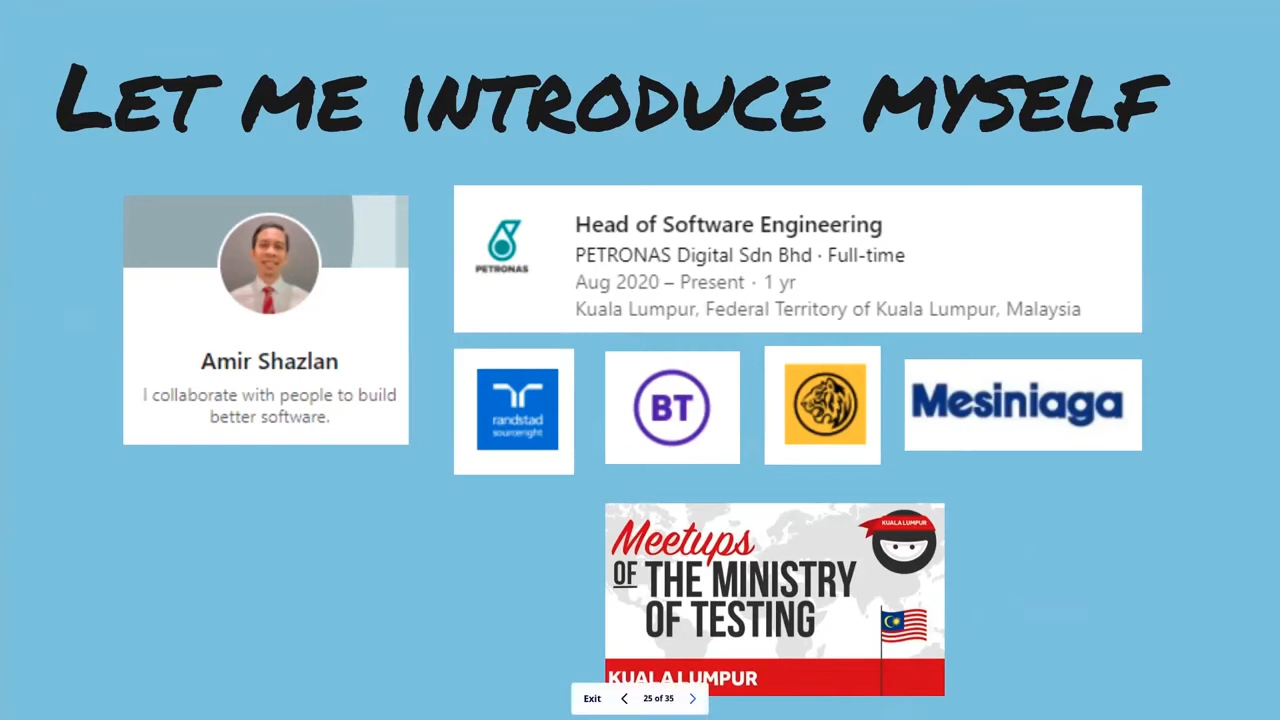 LET ME INTRODUCE MYSELF
Amir Shazlan
I collaborate with people to build
better software.
PETRONAS
Head of Software Engineering
PETRONAS Digital Sdn Bhd · Full-time
Aug 2020 – Present · 1 yr
Kuala Lumpur, Federal Territory of Kuala Lumpur, Malaysia
randstad
sourceright
BT
Mesiniaga
KUALA LUMPUR
Meetups
OF THE MINISTRY
OF TESTING
KUALA LUMPUR
Exit
25 of 35